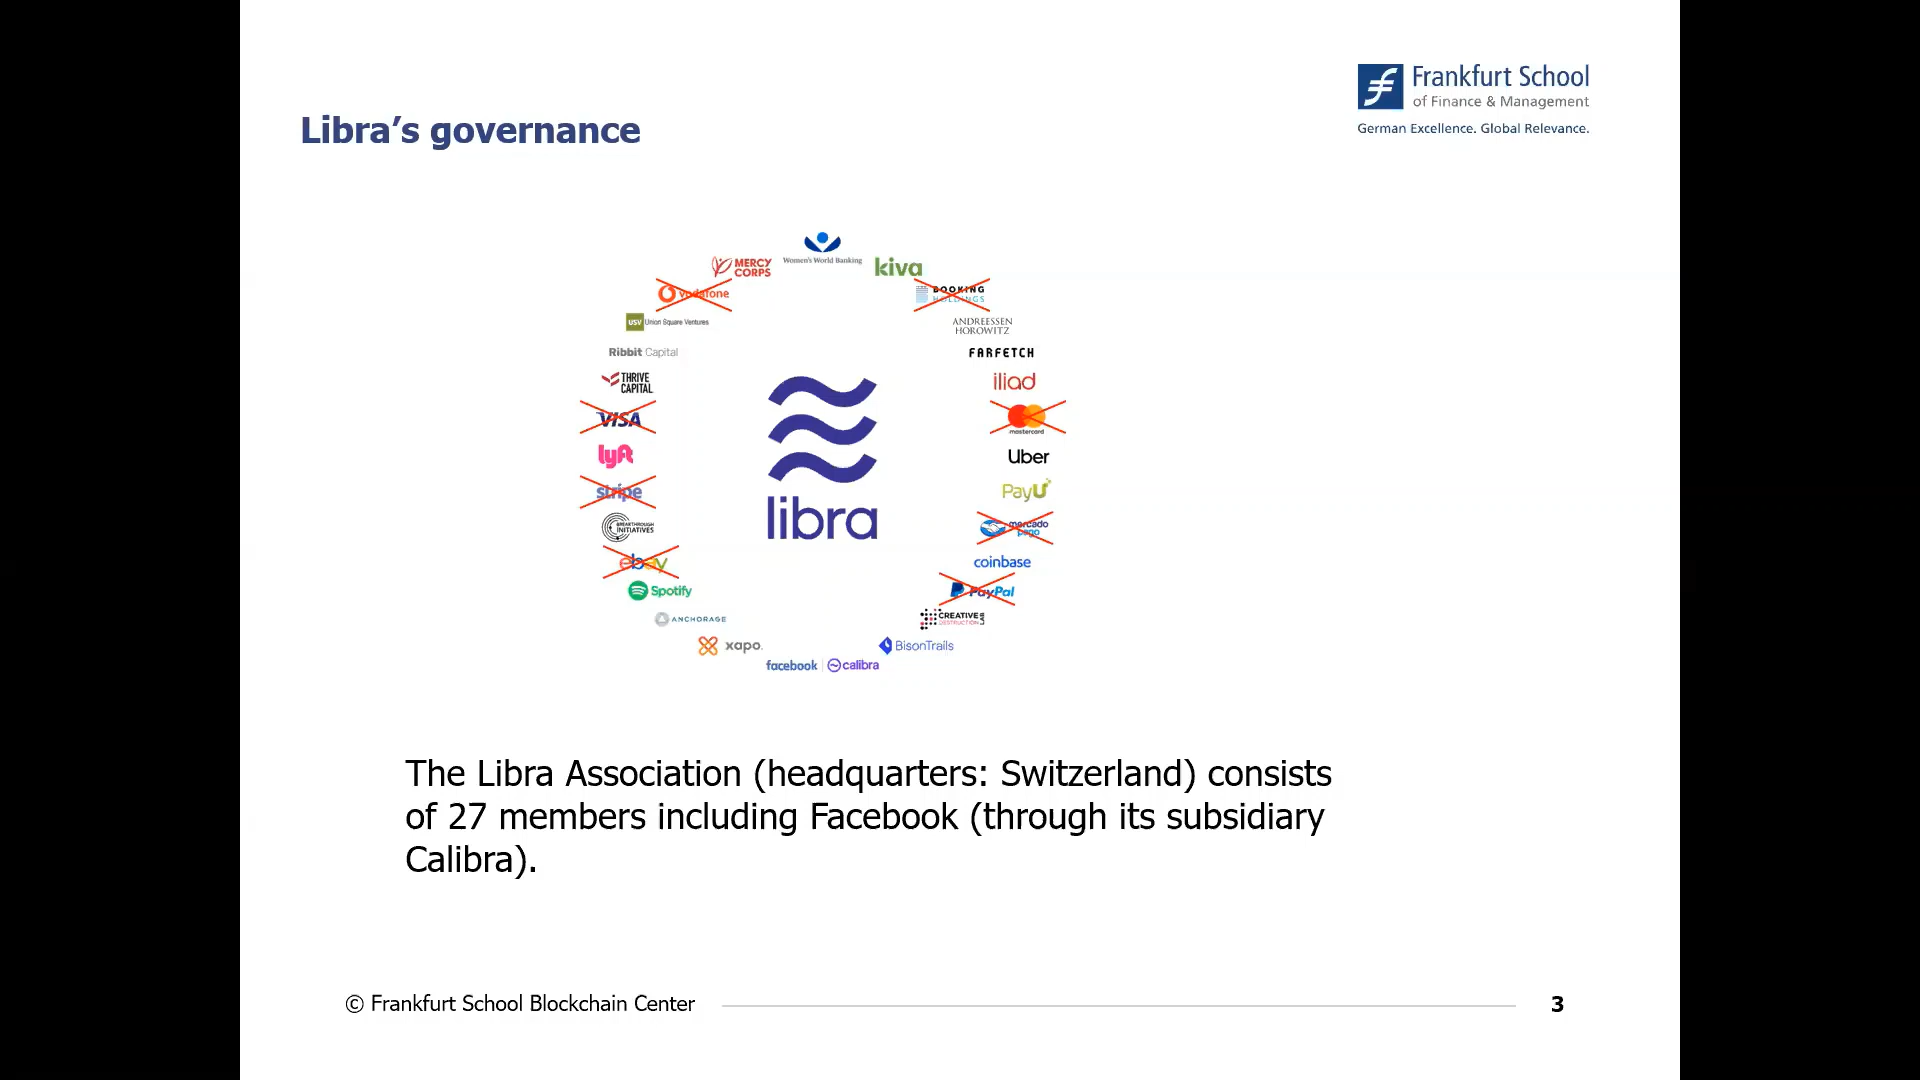 Frankfurt School
of Finance & Management
German Excellence. Global Relevance.
Libra’s governance
Women's World Banking
MERCY
CORPS
kiva
vodafone
BOOKING
HOLDINGS
USV Union Square Ventures
ANDREESSEN
HOROWITZ
Ribbit Capital
FARFETCH
THRIVE
CAPITAL
iliad
VISA
mastercard
lyft
Uber
stripe
PayU
BREAKTHROUGH
INITIATIVES
mercado
pago
ebay
coinbase
Spotify
PayPal
ANCHORAGE
CREATIVE
DESTRUCTION
LAB
xapo.
BisonTrails
facebook | calibra
libra
The Libra Association (headquarters: Switzerland) consists
of 27 members including Facebook (through its subsidiary
Calibra).
© Frankfurt School Blockchain Center
3